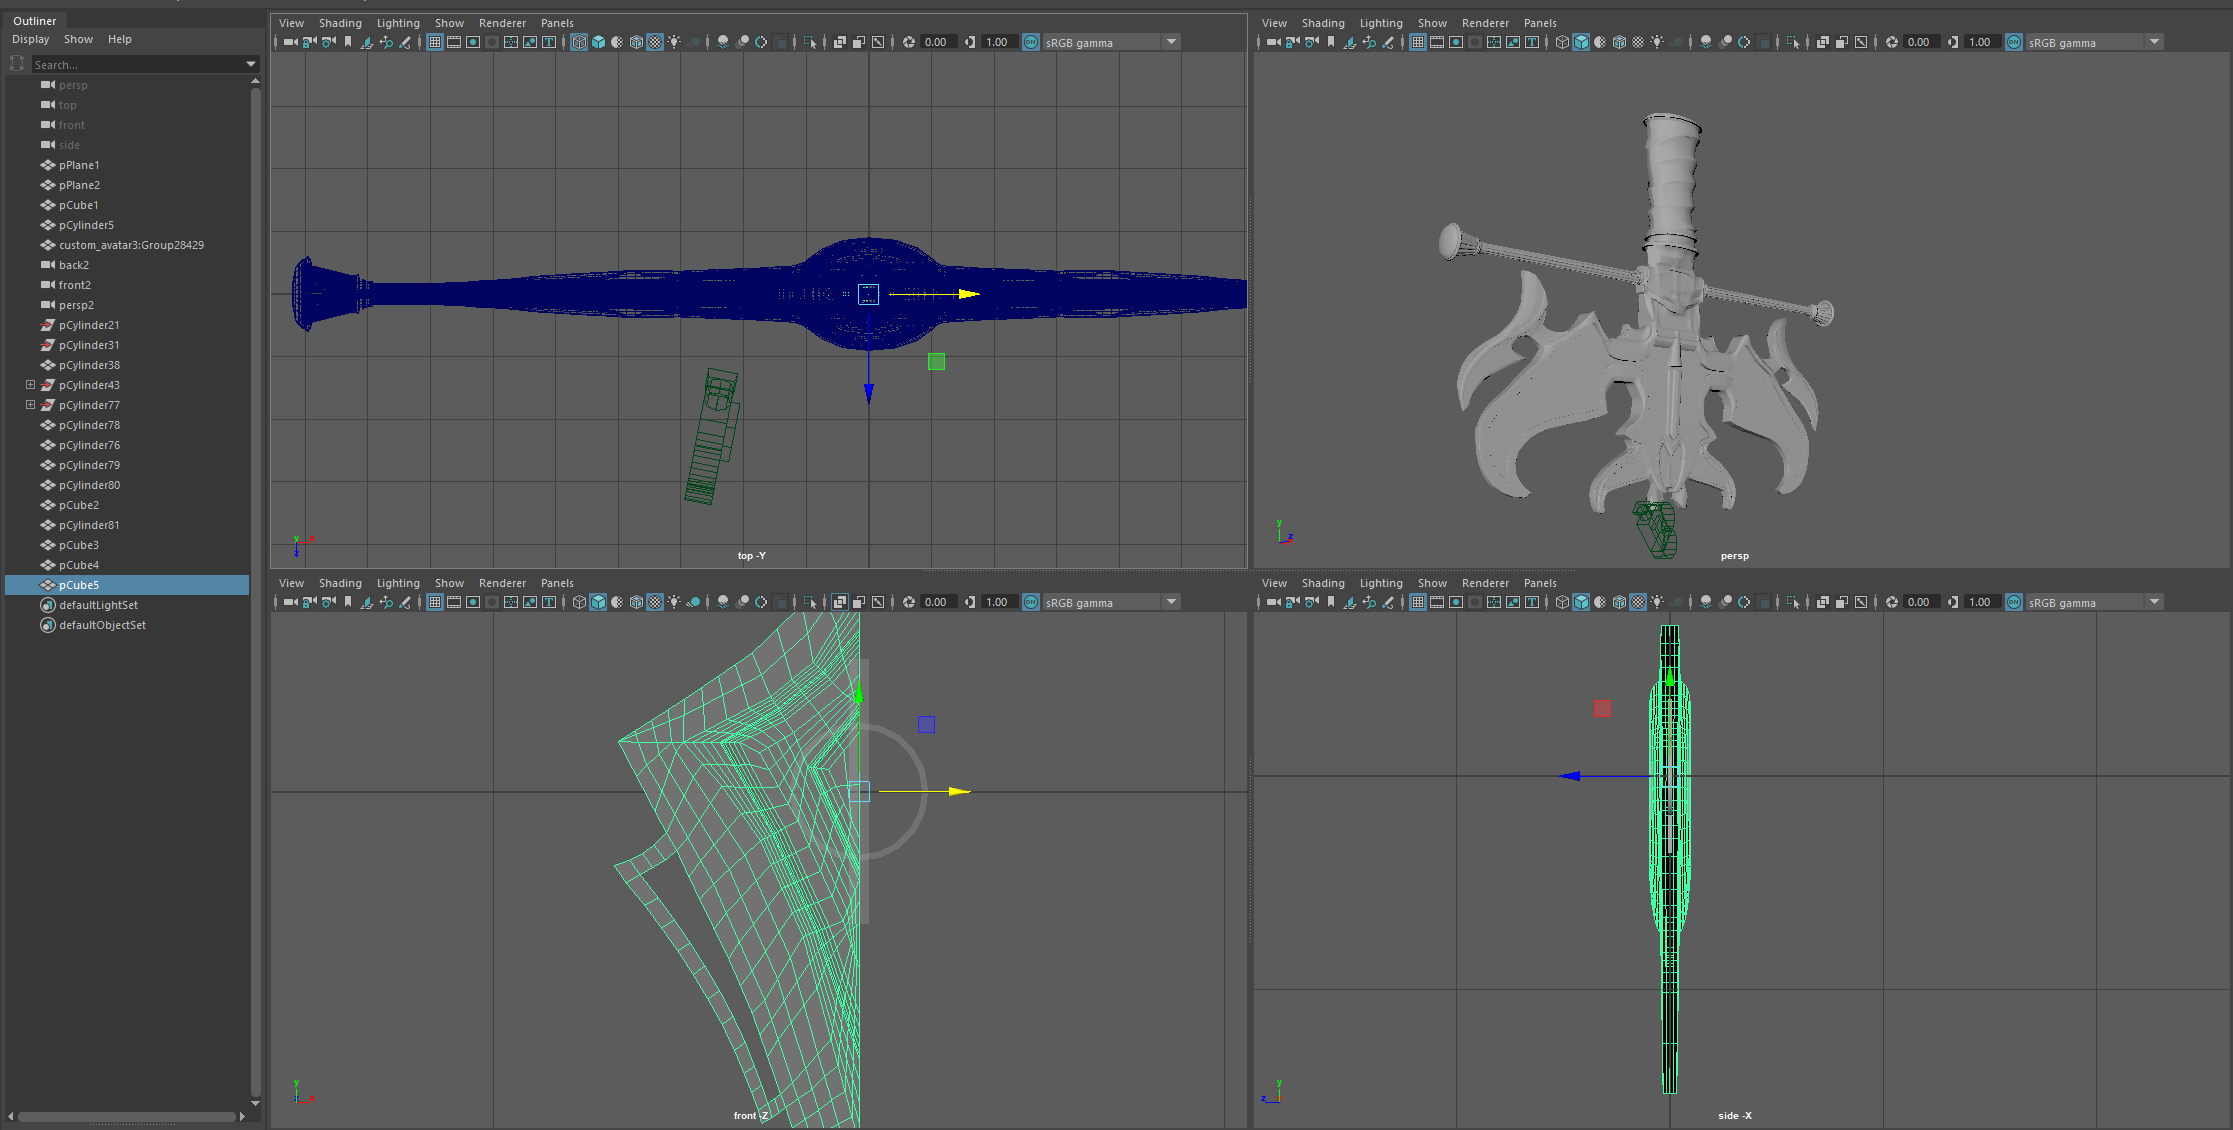 Outliner
Display Show Help
Search...
persp
top
front
side
pPlane1
pPlane2
pCube1
pCylinder5
custom_avatar3:Group28429
back2
front2
persp2
pCylinder21
pCylinder31
pCylinder38
pCylinder43
pCylinder77
pCylinder78
pCylinder76
pCylinder79
pCylinder80
pCube2
pCylinder81
pCube3
pCube4
pCube5
defaultLightSet
defaultObjectSet
View Shading Lighting Show Renderer Panels
0.00 1.00 ON sRGB gamma
top -Y
View Shading Lighting Show Renderer Panels
0.00 1.00 ON sRGB gamma
y
z
persp
View Shading Lighting Show Renderer Panels
0.00 1.00 ON sRGB gamma
y
front -Z
View Shading Lighting Show Renderer Panels
0.00 1.00 ON sRGB gamma
y
z
side -X